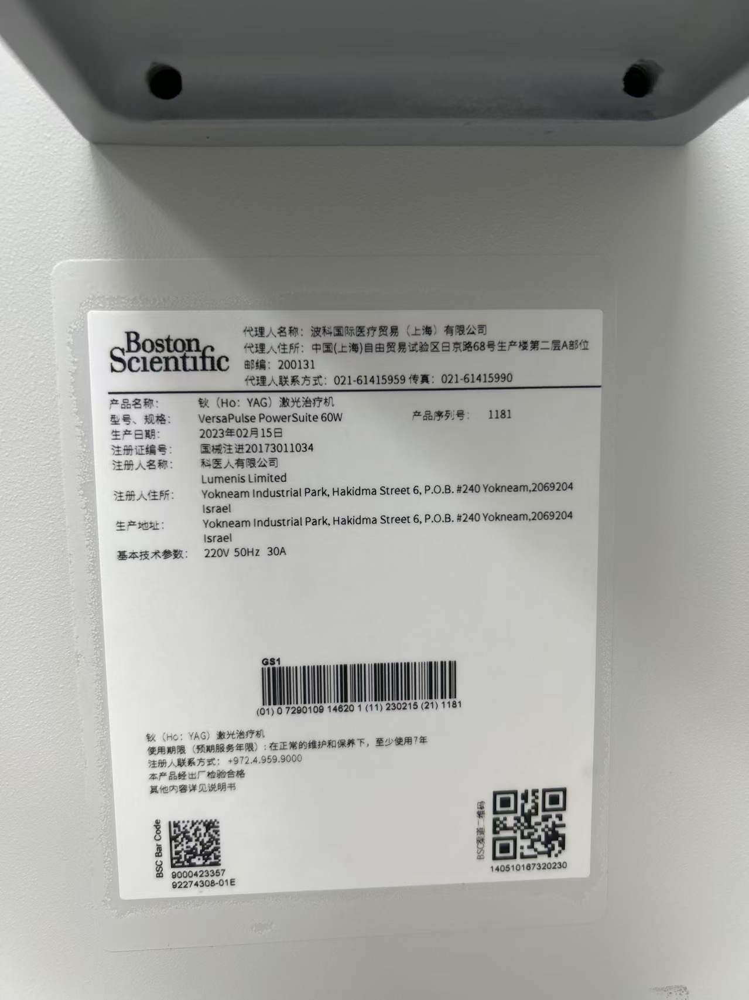 Boston
Scientific
代理人名称：波科国际医疗贸易（上海）有限公司
代理人住所：中国(上海)自由贸易试验区日京路68号生产楼第二层A部位
邮编：200131
代理人联系方式：021-61415959 传真：021-61415990
产品名称： 钬（Ho：YAG）激光治疗机
型号、规格： VersaPulse PowerSuite 60W 产品序列号： 1181
生产日期： 2023年02月15日
注册证编号： 国械注进20173011034
注册人名称： 科医人有限公司
Lumenis Limited
注册人住所： Yokneam Industrial Park, Hakidma Street 6, P.O.B. #240 Yokneam,2069204
Israel
生产地址： Yokneam Industrial Park, Hakidma Street 6, P.O.B. #240 Yokneam,2069204
Israel
基本技术参数： 220V 50Hz 30A
GS1
(01) 0 7290109 14620 1 (11) 230215 (21) 1181
钬（Ho：YAG）激光治疗机
使用期限（预期服务年限）: 在正常的维护和保养下，至少使用7年
注册人联系方式： +972.4.959.9000
本产品经出厂检验合格
其他内容详见说明书
BSC Bar Code
9000423357
92274308-01E
BSC渠道二维码
140510167320230